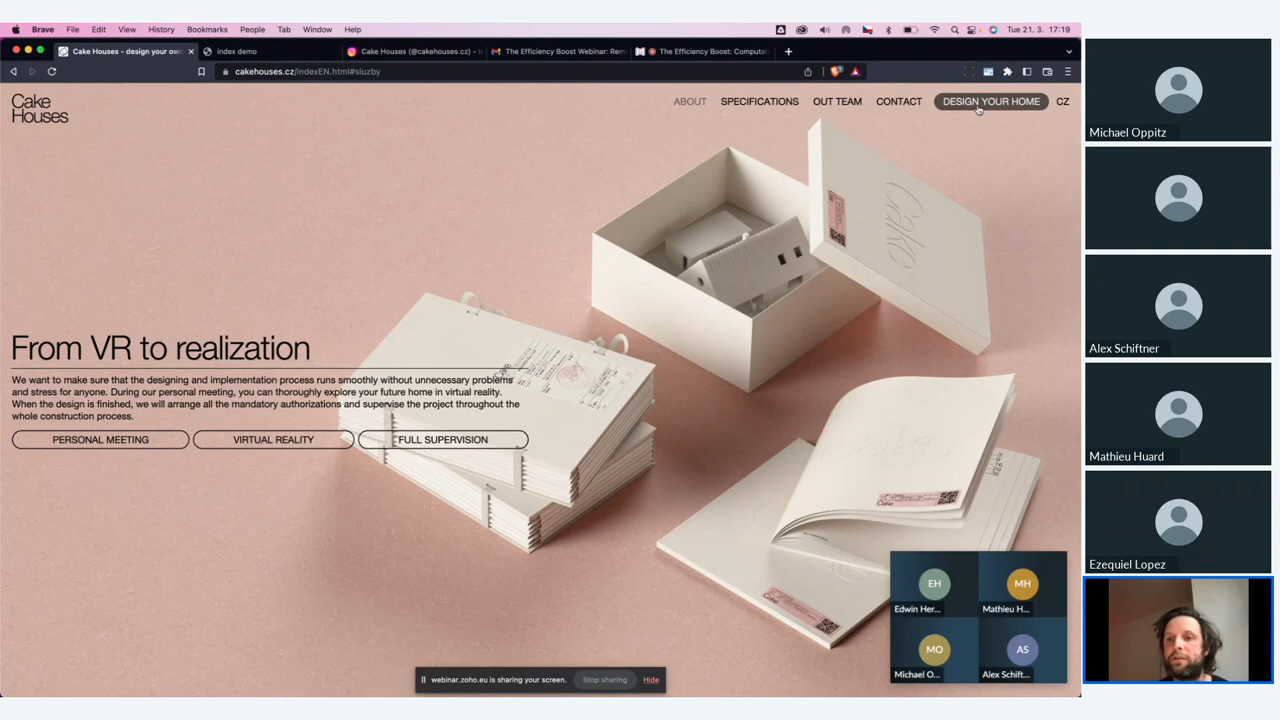 Brave File Edit View History Bookmarks People Tab Window Help
Tue 21. 3. 17:19
Cake Houses - design your own
index demo
Cake Houses (@cakehouses.cz) •
The Efficiency Boost Webinar: Rem
The Efficiency Boost: Computat
cakehouses.cz/indexEN.html#sluzby
Cake
Houses
ABOUT SPECIFICATIONS OUT TEAM CONTACT DESIGN YOUR HOME CZ
Cake
From VR to realization
We want to make sure that the designing and implementation process runs smoothly without unnecessary problems
and stress for anyone. During our personal meeting, you can thoroughly explore your future home in virtual reality.
When the design is finished, we will arrange all the mandatory authorizations and supervise the project throughout the
whole construction process.
PERSONAL MEETING VIRTUAL REALITY FULL SUPERVISION
webinar.zoho.eu is sharing your screen. Stop sharing Hide
EH
Edwin Her...
MH
Mathieu H...
MO
Michael O...
AS
Alex Schift...
Michael Oppitz
Alex Schiftner
Mathieu Huard
Ezequiel Lopez